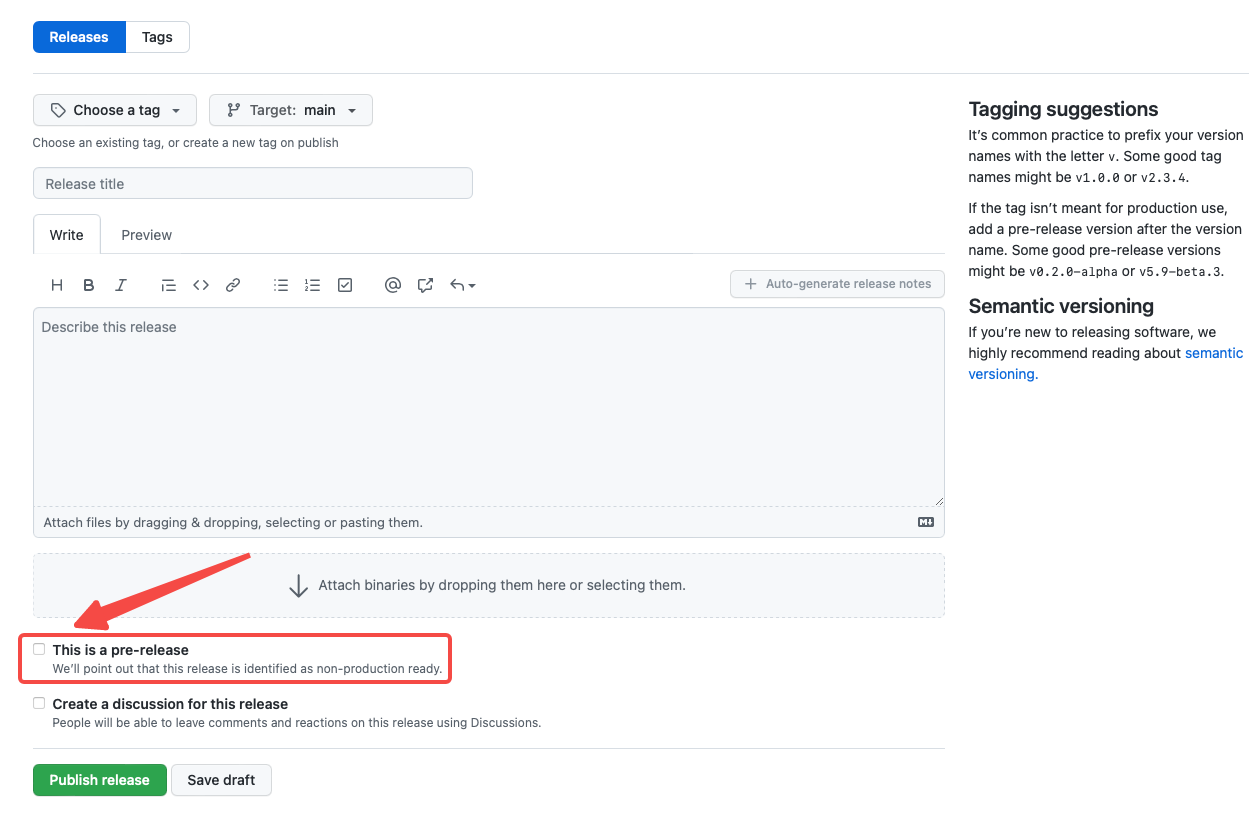 Releases
Tags
Choose a tag
Target: main
Choose an existing tag, or create a new tag on publish
Release title
Write
Preview
H B I
Auto-generate release notes
Describe this release
Attach files by dragging & dropping, selecting or pasting them.
M↓
Attach binaries by dropping them here or selecting them.
This is a pre-release
We’ll point out that this release is identified as non-production ready.
Create a discussion for this release
People will be able to leave comments and reactions on this release using Discussions.
Publish release
Save draft
Tagging suggestions
It’s common practice to prefix your version
names with the letter v. Some good tag
names might be v1.0.0 or v2.3.4.
If the tag isn’t meant for production use,
add a pre-release version after the version
name. Some good pre-release versions
might be v0.2.0-alpha or v5.9-beta.3.
Semantic versioning
If you’re new to releasing software, we
highly recommend reading about semantic
versioning.